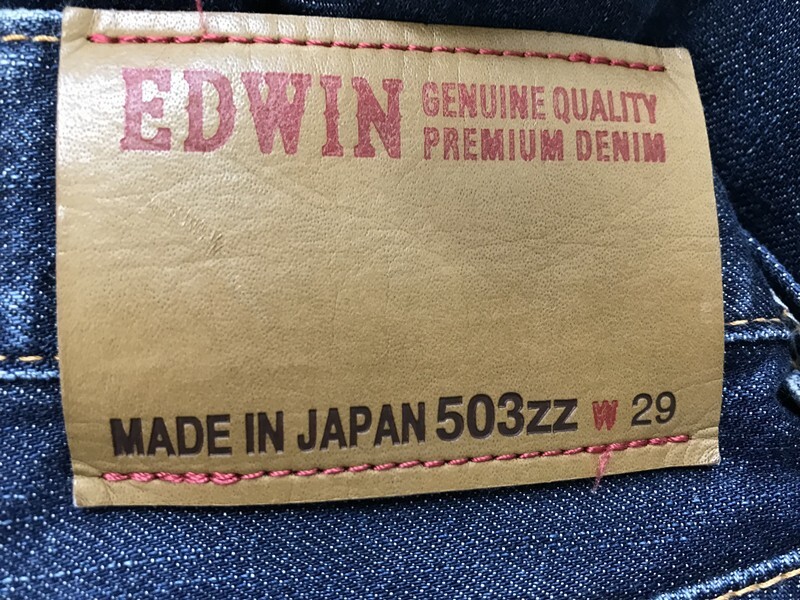 EDWIN GENUINE QUALITY
PREMIUM DENIM
MADE IN JAPAN 503zz W 29